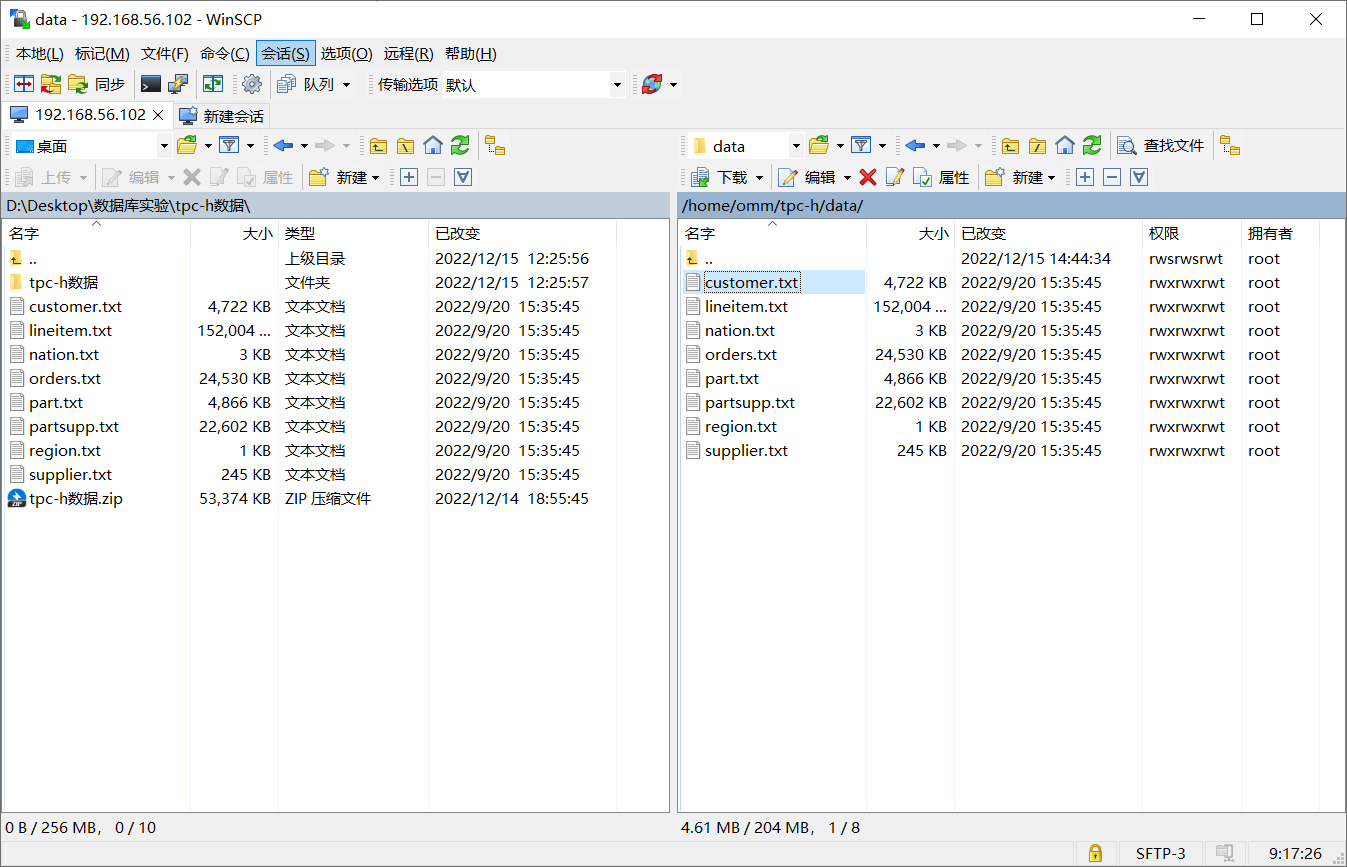 data - 192.168.56.102 - WinSCP
本地(L) 标记(M) 文件(F) 命令(C) 会话(S) 选项(O) 远程(R) 帮助(H)
同步 队列 传输选项 默认
192.168.56.102 新建会话
桌面 data 查找文件
上传 编辑 属性 新建 下载 编辑 属性 新建
D:\Desktop\数据库实验\tpc-h数据\ /home/omm/tpc-h/data/
名字 大小 类型 已改变 名字 大小 已改变 权限 拥有者
.. 上级目录 2022/12/15 12:25:56 .. 2022/12/15 14:44:34 rwsrwsrwt root
tpc-h数据 文件夹 2022/12/15 12:25:57 customer.txt 4,722 KB 2022/9/20 15:35:45 rwxrwxrwt root
customer.txt 4,722 KB 文本文档 2022/9/20 15:35:45 lineitem.txt 152,004 ... 2022/9/20 15:35:45 rwxrwxrwt root
lineitem.txt 152,004 ... 文本文档 2022/9/20 15:35:45 nation.txt 3 KB 2022/9/20 15:35:45 rwxrwxrwt root
nation.txt 3 KB 文本文档 2022/9/20 15:35:45 orders.txt 24,530 KB 2022/9/20 15:35:45 rwxrwxrwt root
orders.txt 24,530 KB 文本文档 2022/9/20 15:35:45 part.txt 4,866 KB 2022/9/20 15:35:45 rwxrwxrwt root
part.txt 4,866 KB 文本文档 2022/9/20 15:35:45 partsupp.txt 22,602 KB 2022/9/20 15:35:45 rwxrwxrwt root
partsupp.txt 22,602 KB 文本文档 2022/9/20 15:35:45 region.txt 1 KB 2022/9/20 15:35:45 rwxrwxrwt root
region.txt 1 KB 文本文档 2022/9/20 15:35:45 supplier.txt 245 KB 2022/9/20 15:35:45 rwxrwxrwt root
supplier.txt 245 KB 文本文档 2022/9/20 15:35:45
tpc-h数据.zip 53,374 KB ZIP 压缩文件 2022/12/14 18:55:45
0 B / 256 MB, 0 / 10 4.61 MB / 204 MB, 1 / 8
SFTP-3 9:17:26